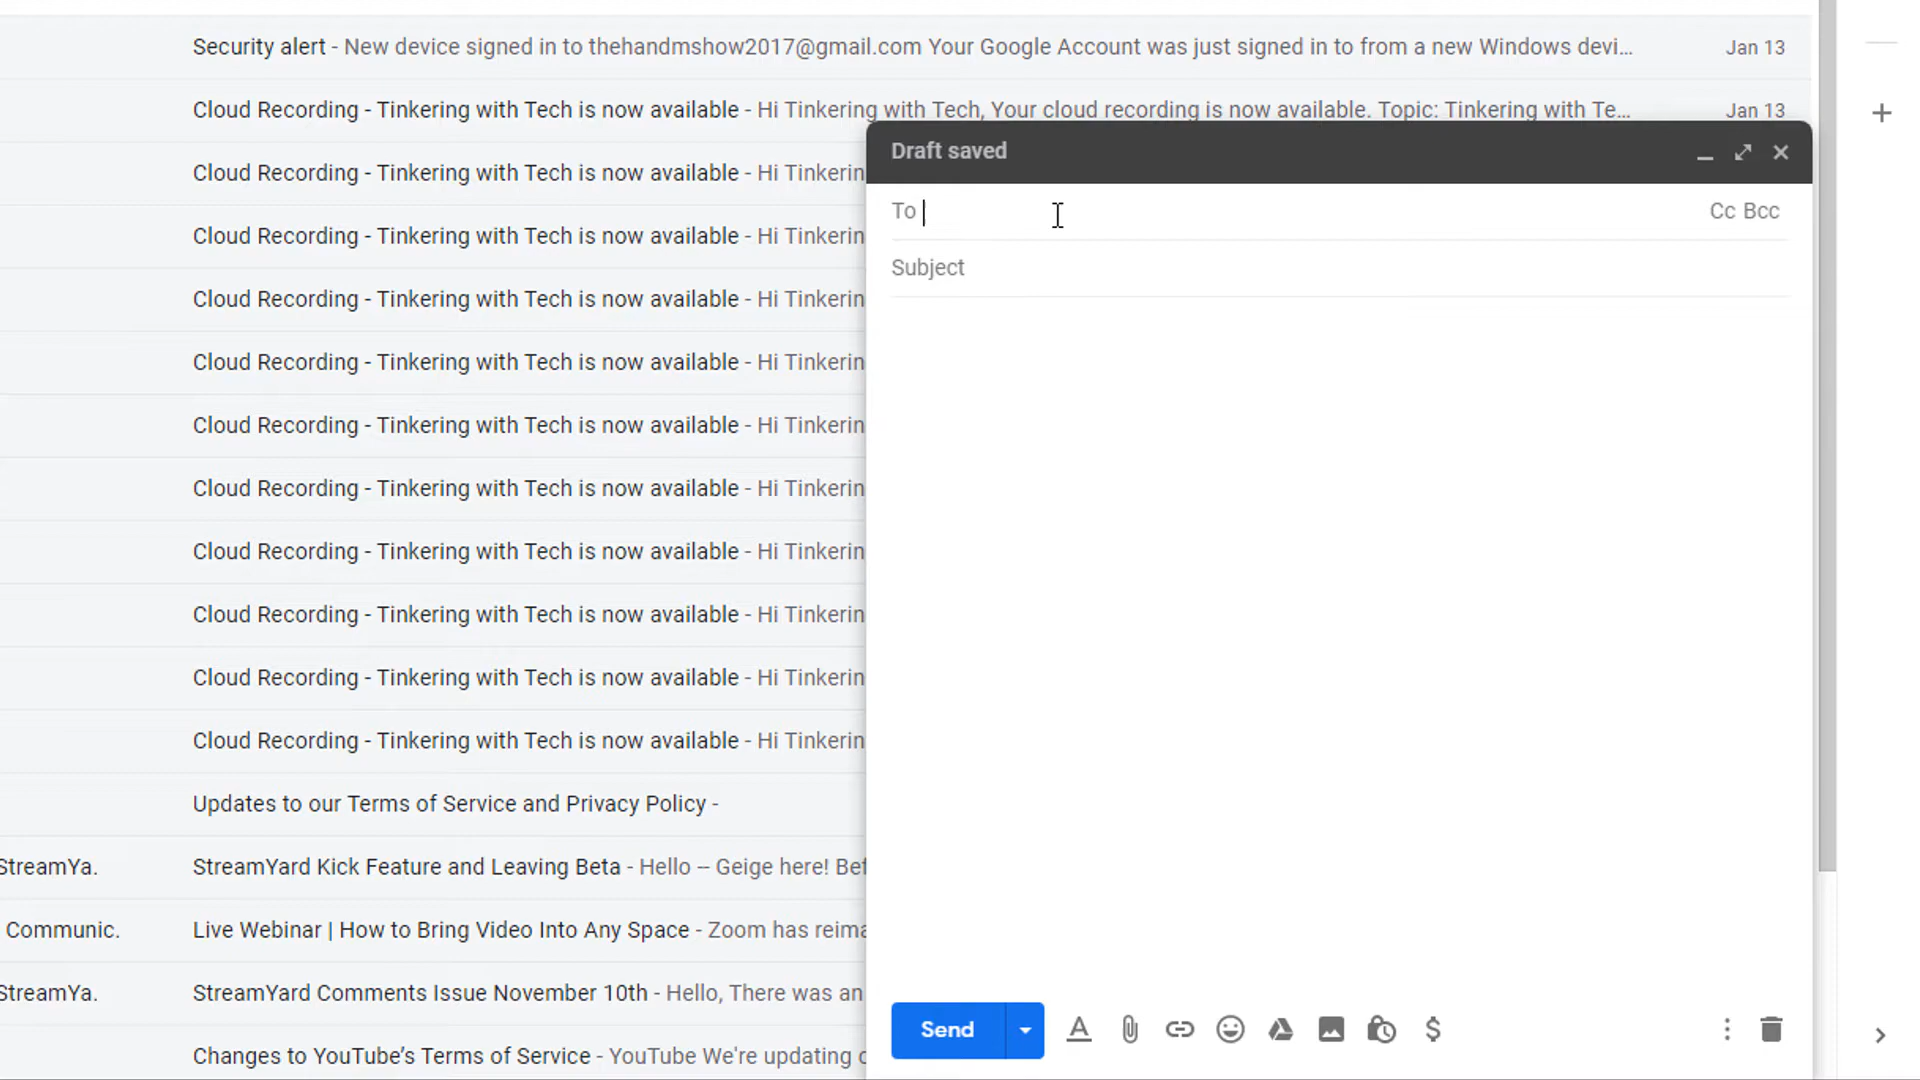 Security alert - New device signed in to thehandmshow2017@gmail.com Your Google Account was just signed in to from a new Windows devi... Jan 13
Cloud Recording - Tinkering with Tech is now available - Hi Tinkering with Tech, Your cloud recording is now available. Topic: Tinkering with Te... Jan 13
Draft saved
Cloud Recording - Tinkering with Tech is now available - Hi Tinkerin
To Cc Bcc
Cloud Recording - Tinkering with Tech is now available - Hi Tinkerin
Subject
Cloud Recording - Tinkering with Tech is now available - Hi Tinkerin
Cloud Recording - Tinkering with Tech is now available - Hi Tinkerin
Cloud Recording - Tinkering with Tech is now available - Hi Tinkerin
Cloud Recording - Tinkering with Tech is now available - Hi Tinkerin
Cloud Recording - Tinkering with Tech is now available - Hi Tinkerin
Cloud Recording - Tinkering with Tech is now available - Hi Tinkerin
Cloud Recording - Tinkering with Tech is now available - Hi Tinkerin
Cloud Recording - Tinkering with Tech is now available - Hi Tinkerin
Updates to our Terms of Service and Privacy Policy -
StreamYa. StreamYard Kick Feature and Leaving Beta - Hello -- Geige here! Bef
Communic. Live Webinar | How to Bring Video Into Any Space - Zoom has reima
StreamYa. StreamYard Comments Issue November 10th - Hello, There was an
Send
Changes to YouTube's Terms of Service - YouTube We're updating